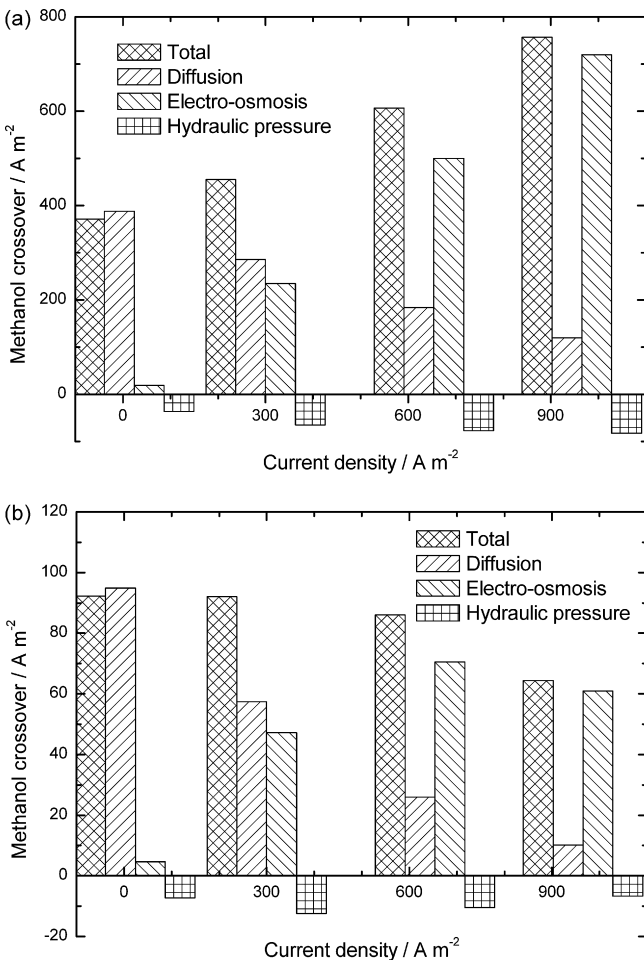 (a)
800
600
400
200
0
Methanol crossover / A m⁻²
Total
Diffusion
Electro-osmosis
Hydraulic pressure
0 300 600 900
Current density / A m⁻²
(b)
120
100
80
60
40
20
0
-20
Methanol crossover / A m⁻²
Total
Diffusion
Electro-osmosis
Hydraulic pressure
0 300 600 900
Current density / A m⁻²